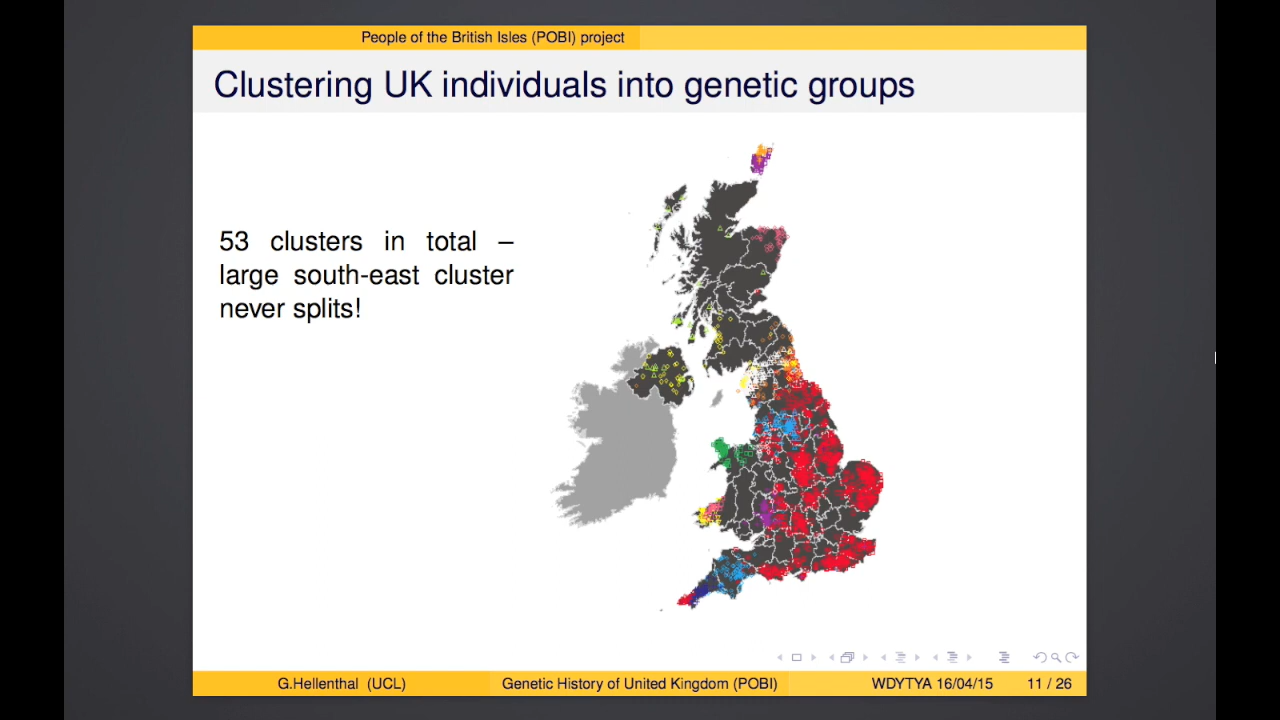 People of the British Isles (POBI) project
Clustering UK individuals into genetic groups
53 clusters in total –
large south-east cluster
never splits!
G.Hellenthal (UCL)
Genetic History of United Kingdom (POBI)
WDYTYA 16/04/15
11 / 26